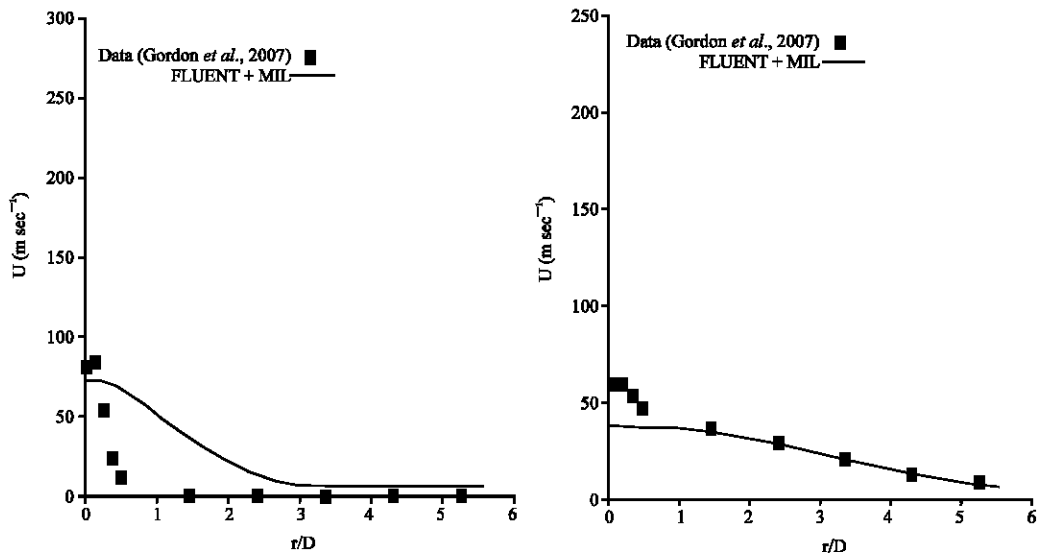 300
250
200
150
100
50
0
U (m sec⁻¹)
Data (Gordon et al., 2007)
FLUENT + MIL
0 1 2 3 4 5 6
r/D
250
200
150
100
50
0
U (m sec⁻¹)
Data (Gordon et al., 2007)
FLUENT + MIL
0 1 2 3 4 5 6
r/D